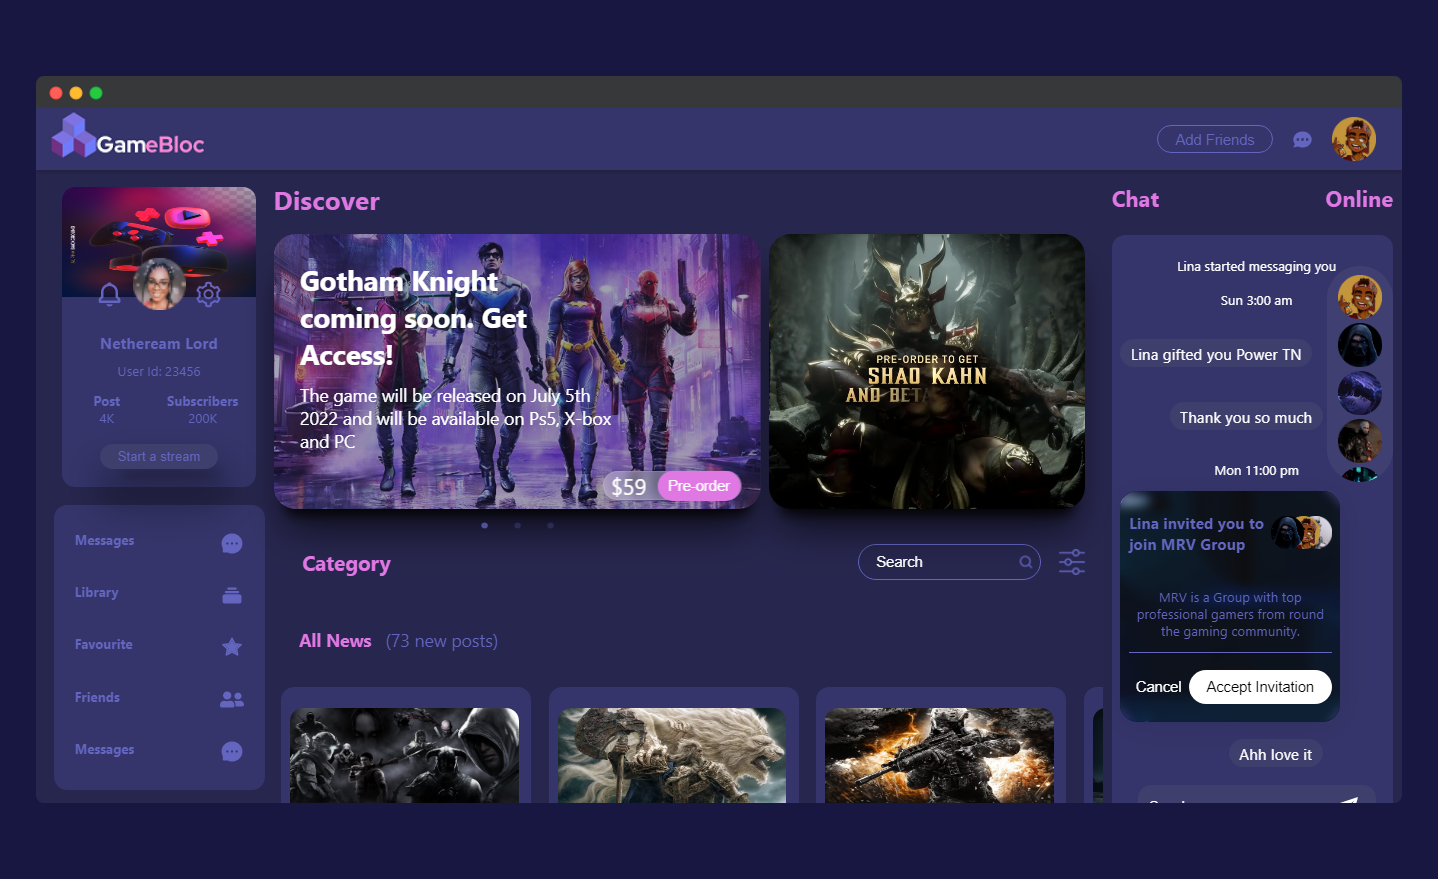 GameBloc
Add Friends
Netheream Lord
User Id: 23456
Post
Subscribers
4K
200K
Start a stream
Messages
Library
Favourite
Friends
Messages
Discover
Gotham Knight
coming soon. Get
Access!
The game will be released on July 5th
2022 and will be available on Ps5, X-box
and PC
$59
Pre-order
PRE-ORDER TO GET
SHAO KAHN
AND BETA
Category
Search
All News
(73 new posts)
Chat
Online
Lina started messaging you
Sun 3:00 am
Lina gifted you Power TN
Thank you so much
Mon 11:00 pm
Lina invited you to
join MRV Group
MRV is a Group with top
professional gamers from round
the gaming community.
Cancel
Accept Invitation
Ahh love it